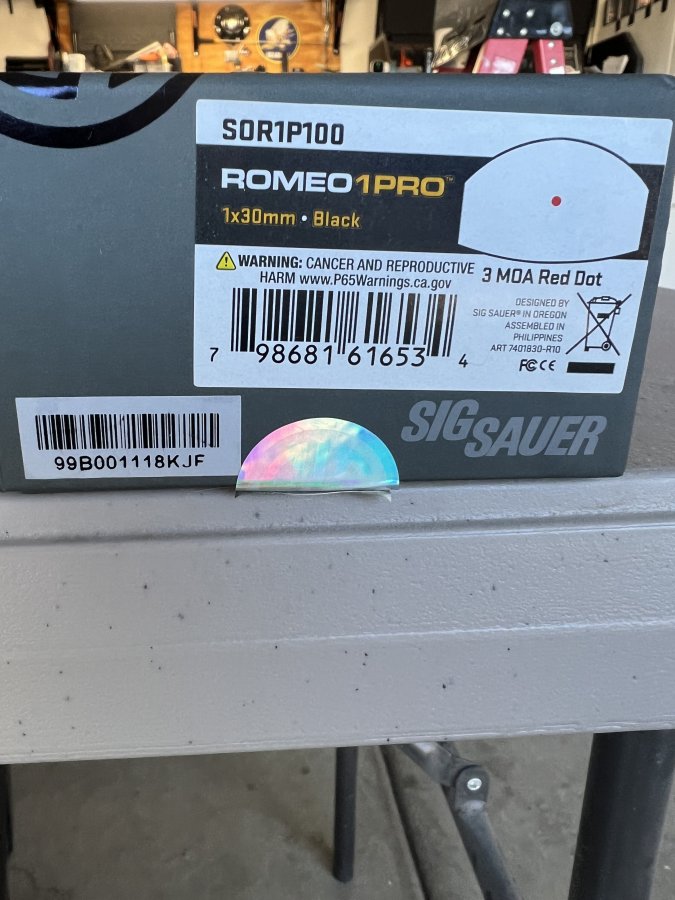 SOR1P100
ROMEO1PRO™
1x30mm • Black
WARNING: CANCER AND REPRODUCTIVE
HARM www.P65Warnings.ca.gov
3 MOA Red Dot
DESIGNED BY
SIG SAUER® IN OREGON
ASSEMBLED IN
PHILIPPINES
ART 7401830-R10
FC CE
7 98681 61653 4
99B001118KJF
SIG SAUER